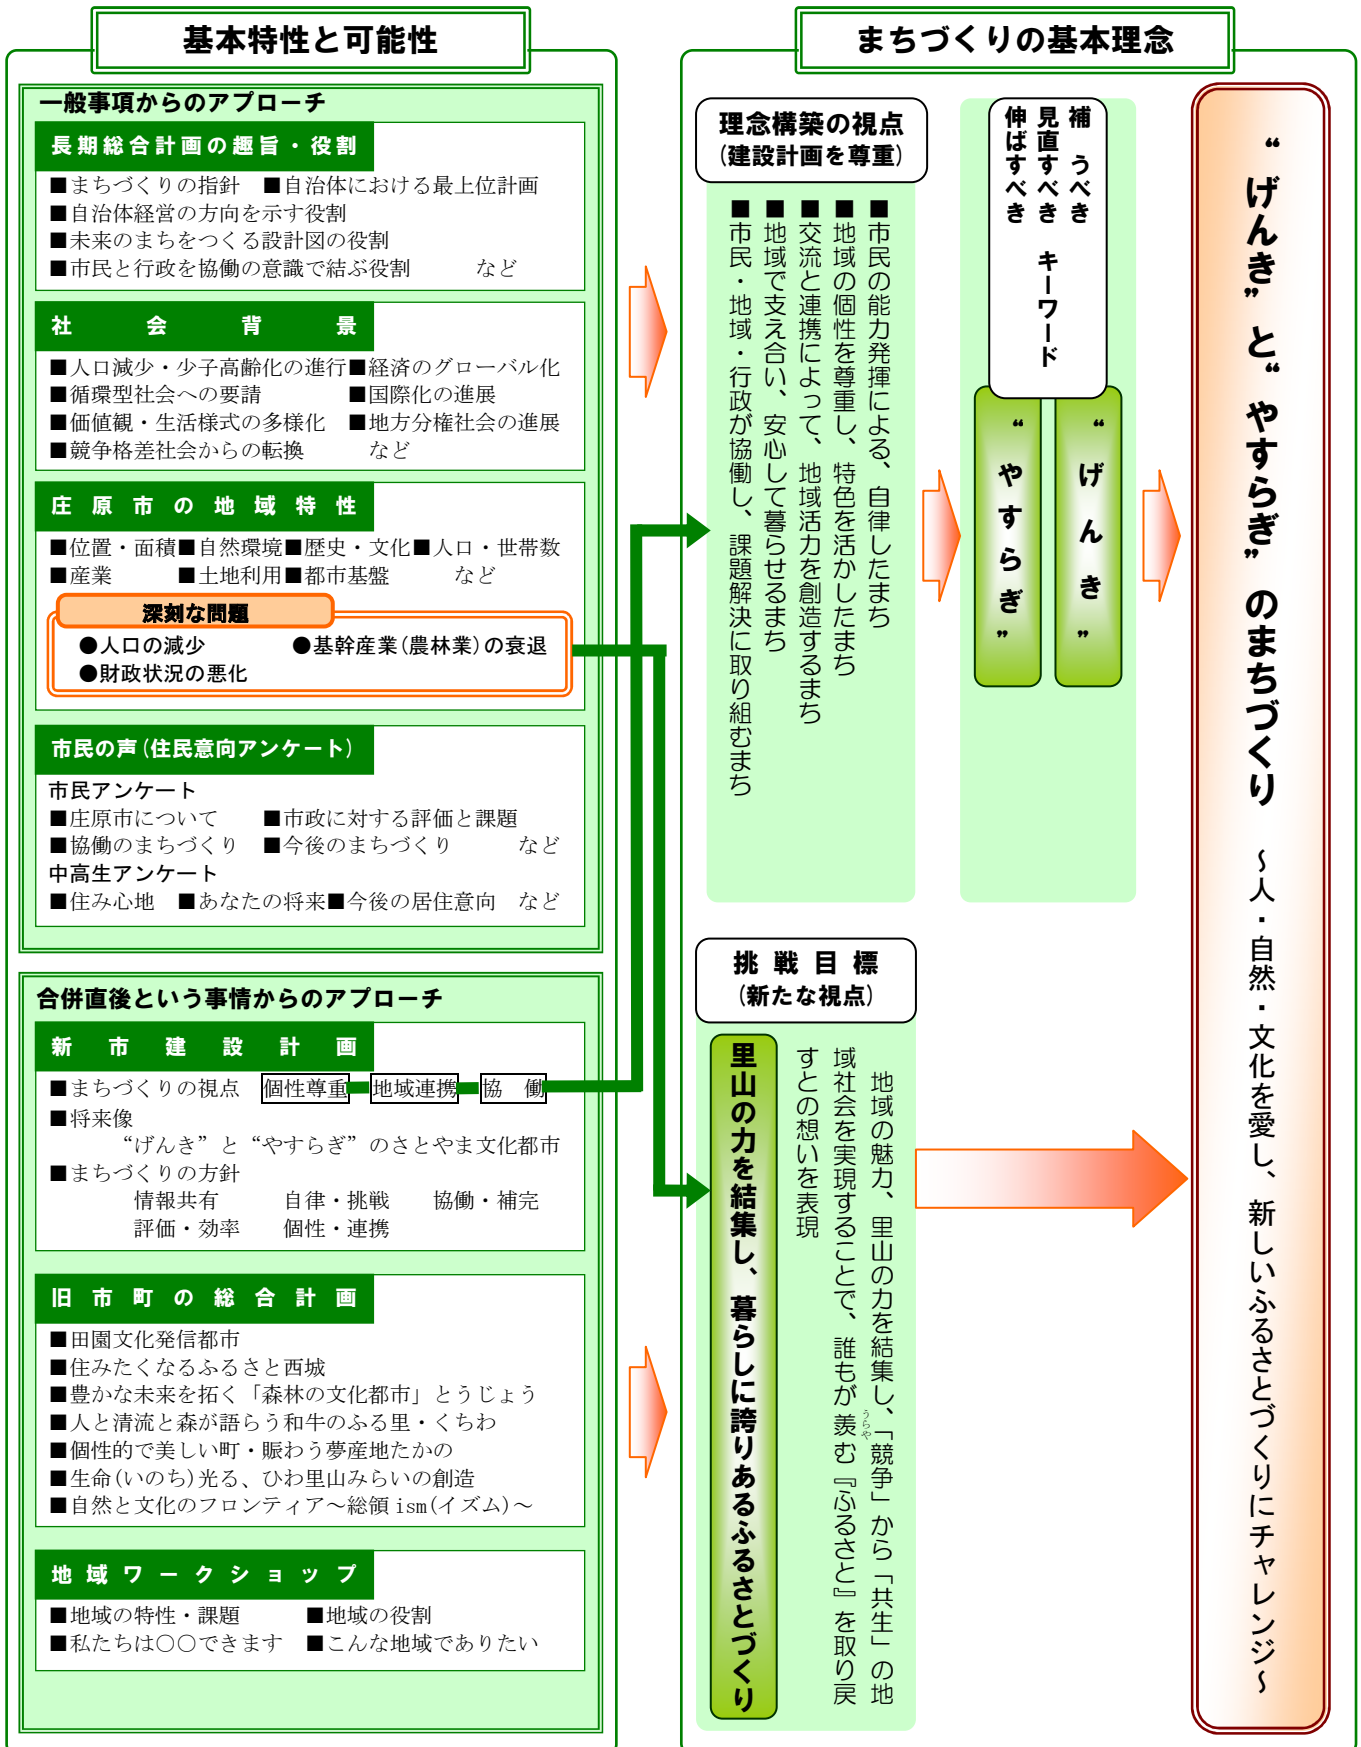 基本特性と可能性
一般事項からのアプローチ
長期総合計画の趣旨・役割
■まちづくりの指針　■自治体における最上位計画
■自治体経営の方向を示す役割
■未来のまちをつくる設計図の役割
■市民と行政を協働の意識で結ぶ役割　　　など
社会背景
■人口減少・少子高齢化の進行■経済のグローバル化
■循環型社会への要請　　　　■国際化の進展
■価値観・生活様式の多様化　■地方分権社会の進展
■競争格差社会からの転換　　　など
庄原市の地域特性
■位置・面積■自然環境■歴史・文化■人口・世帯数
■産業　　　■土地利用■都市基盤　　　など
深刻な問題
●人口の減少　　　　●基幹産業(農林業)の衰退
●財政状況の悪化
市民の声(住民意向アンケート)
市民アンケート
■庄原市について　　■市政に対する評価と課題
■協働のまちづくり　■今後のまちづくり　　　など
中高生アンケート
■住み心地　■あなたの将来■今後の居住意向　など
合併直後という事情からのアプローチ
新市建設計画
■まちづくりの視点　個性尊重　地域連携　協　働
■将来像
“げんき”と“やすらぎ”のさとやま文化都市
■まちづくりの方針
情報共有　　　自律・挑戦　　協働・補完
評価・効率　　個性・連携
旧市町の総合計画
■田園文化発信都市
■住みたくなるふるさと西城
■豊かな未来を拓く「森林の文化都市」とうじょう
■人と清流と森が語らう和牛のふる里・くちわ
■個性的で美しい町・賑わう夢産地たかの
■生命(いのち)光る、ひわ里山みらいの創造
■自然と文化のフロンティア～総領 ism(イズム)～
地域ワークショップ
■地域の特性・課題　　　■地域の役割
■私たちは○○できます　■こんな地域でありたい
まちづくりの基本理念
理念構築の視点
(建設計画を尊重)
■市民の能力発揮による、自律したまち
■地域の個性を尊重し、特色を活かしたまち
■交流と連携によって、地域活力を創造するまち
■地域で支え合い、安心して暮らせるまち
■市民・地域・行政が協働し、課題解決に取り組むまち
補　うべき
見直すべき　キーワード
伸ばすべき
“げんき”
“やすらぎ”
挑戦目標
(新たな視点)
地域の魅力、里山の力を結集し、「競争」から「共生」の地
域社会を実現することで、誰もが羨む『ふるさと』を取り戻
うらや
すとの想いを表現
里山の力を結集し、暮らしに誇りあるふるさとづくり
“げんき”と“やすらぎ”のまちづくり　～人・自然・文化を愛し、新しいふるさとづくりにチャレンジ～